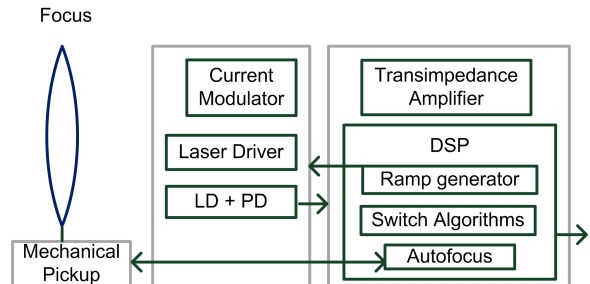 Focus
Mechanical
Pickup
Current
Modulator
Laser Driver
LD + PD
Transimpedance
Amplifier
DSP
Ramp generator
Switch Algorithms
Autofocus